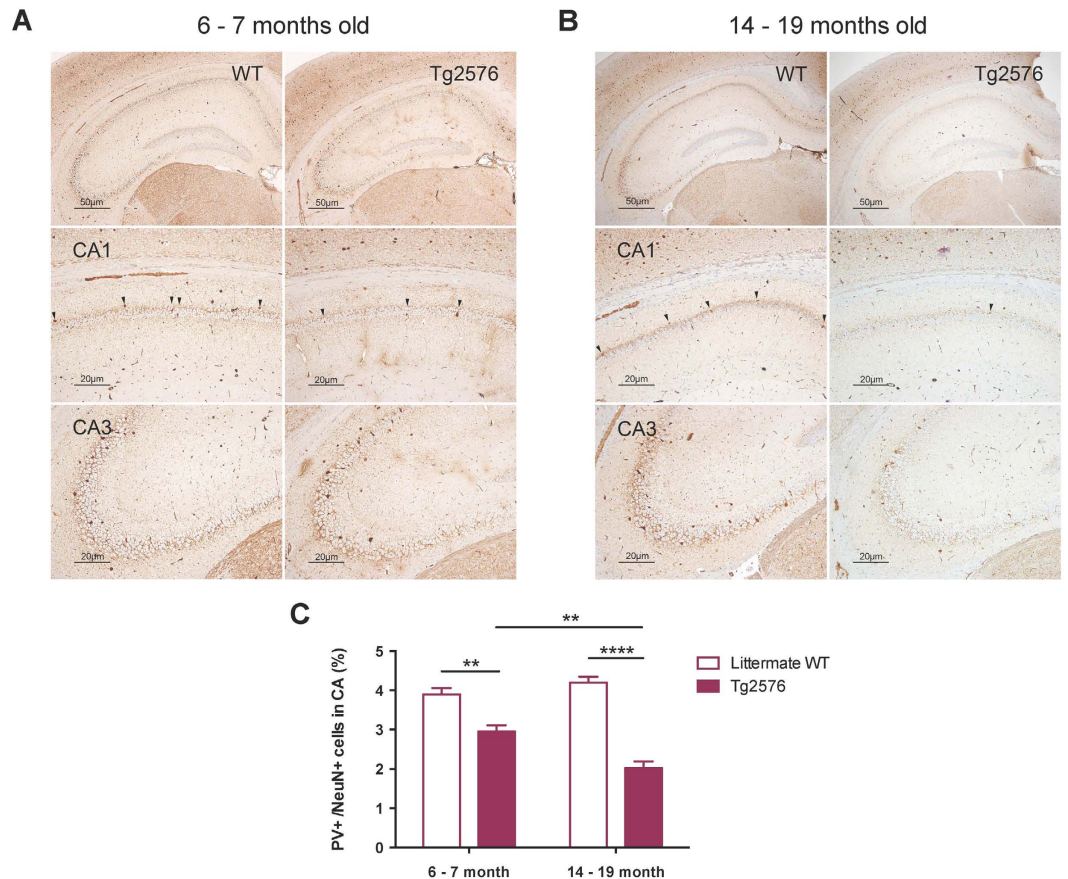 A
6 - 7 months old
WT
Tg2576
50µm
50µm
CA1
20µm
20µm
CA3
20µm
20µm
B
14 - 19 months old
WT
Tg2576
50µm
50µm
CA1
20µm
20µm
CA3
20µm
20µm
C
PV+ /NeuN+ cells in CA (%)
5
4
3
2
1
0
**
**
****
6 - 7 month
14 - 19 month
Littermate WT
Tg2576